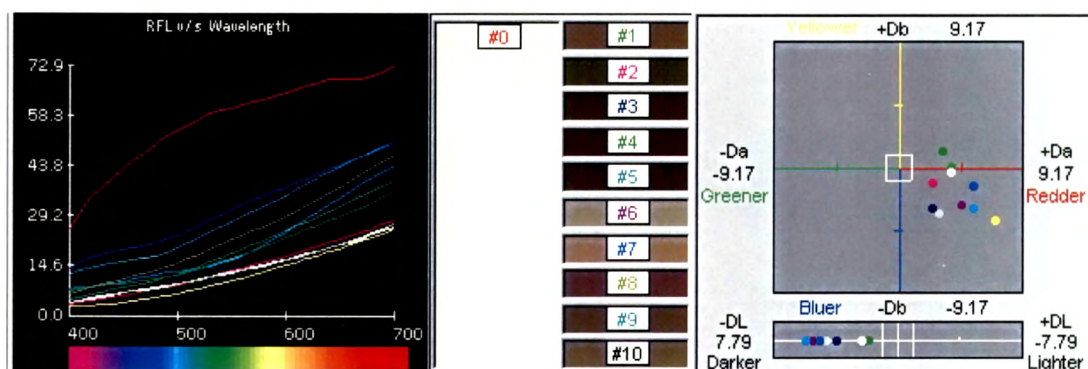 RFL v/s Wavelength
72.9
58.3
43.8
29.2
14.6
0.0
400
500
600
700
#0
#1
#2
#3
#4
#5
#6
#7
#8
#9
#10
Yellower +Db 9.17
-Da
-9.17
Greener
+Da
9.17
Redder
Bluer -Db -9.17
-DL
7.79
Darker
+DL
-7.79
Lighter